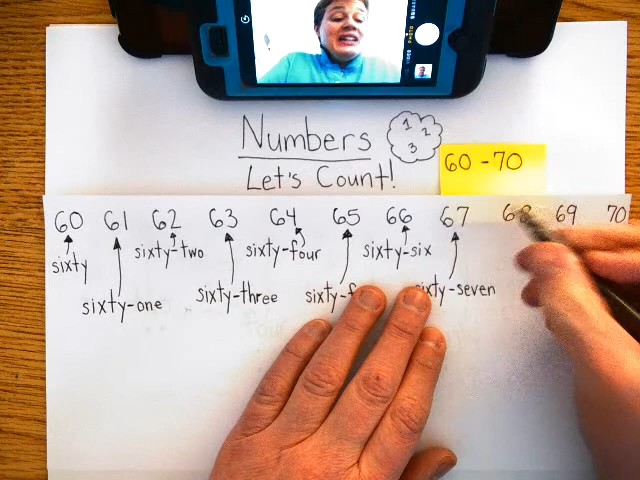 Numbers
1 2 3
Let's Count!
60 - 70
60 61 62 63 64 65 66 67 68 69 70
sixty sixty-two sixty-four sixty-six
sixty-one sixty-three sixty-seven